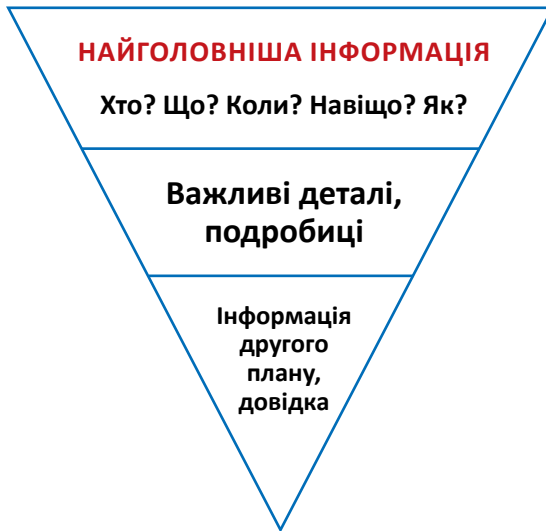 НАЙГОЛОВНІША ІНФОРМАЦІЯ
Хто? Що? Коли? Навіщо? Як?
Важливі деталі,
подробиці
Інформація
другого
плану,
довідка